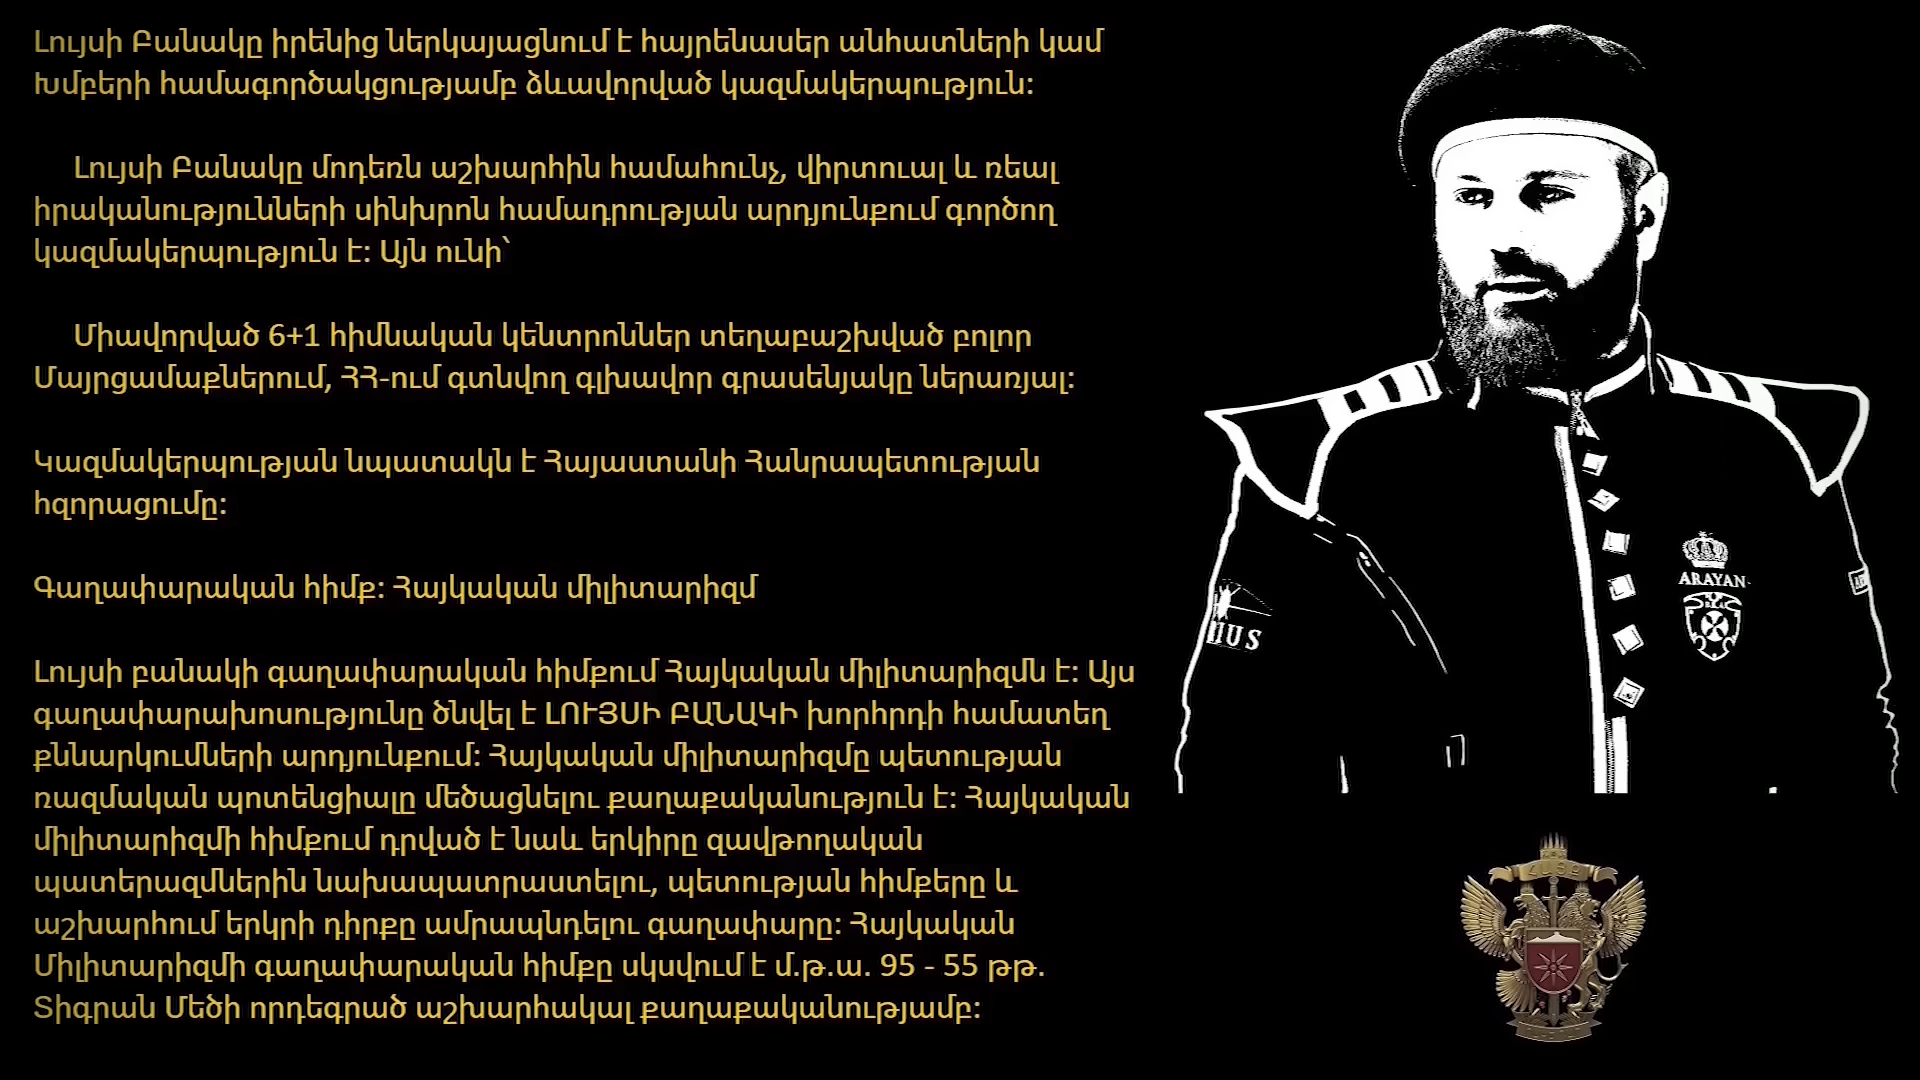 Լույսի Բանակը իրենից ներկայացնում է հայրենասեր անհատների կամ
Խմբերի համագործակցությամբ ձևավորված կազմակերպություն:
Լույսի Բանակը մոդեռն աշխարհին համահունչ, վիրտուալ և ռեալ
իրականությունների սինխրոն համադրության արդյունքում գործող
կազմակերպություն է: Այն ունի՝
Միավորված 6+1 հիմնական կենտրոններ տեղաբաշխված բոլոր
Մայրցամաքներում, ՀՀ-ում գտնվող գլխավոր գրասենյակը ներառյալ:
Կազմակերպության նպատակն է Հայաստանի Հանրապետության
հզորացումը:
Գաղափարական հիմք: Հայկական միլիտարիզմ
Լույսի բանակի գաղափարական հիմքում Հայկական միլիտարիզմն է: Այս
գաղափարախոսությունը ծնվել է ԼՈՒՅՍԻ ԲԱՆԱԿԻ խորհրդի համատեղ
քննարկումների արդյունքում: Հայկական միլիտարիզմը պետության
ռազմական պոտենցիալը մեծացնելու քաղաքականություն է: Հայկական
միլիտարիզմի հիմքում դրված է նաև երկիրը զավթողական
պատերազմներին նախապատրաստելու, պետության հիմքերը և
աշխարհում երկրի դիրքը ամրապնդելու գաղափարը: Հայկական
Միլիտարիզմի գաղափարական հիմքը սկսվում է մ.թ.ա. 95 - 55 թթ.
Տիգրան Մեծի որդեգրած աշխարհակալ քաղաքականությամբ:
ARAYAN